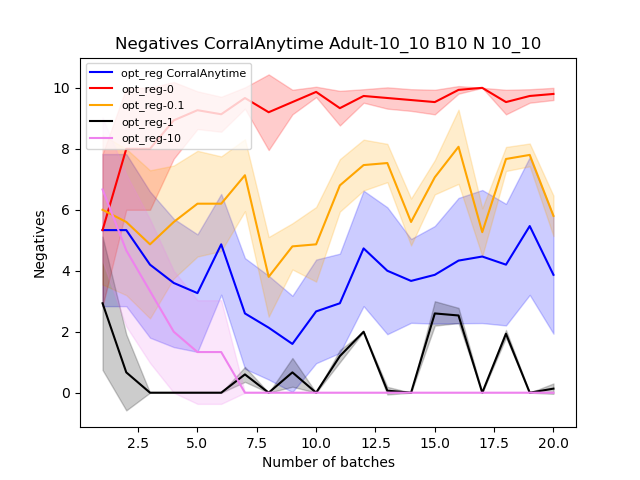 Negatives CorralAnytime Adult-10_10 B10 N 10_10
opt_reg CorralAnytime
opt_reg-0
opt_reg-0.1
opt_reg-1
opt_reg-10
Negatives
10
8
6
4
2
0
2.5 5.0 7.5 10.0 12.5 15.0 17.5 20.0
Number of batches